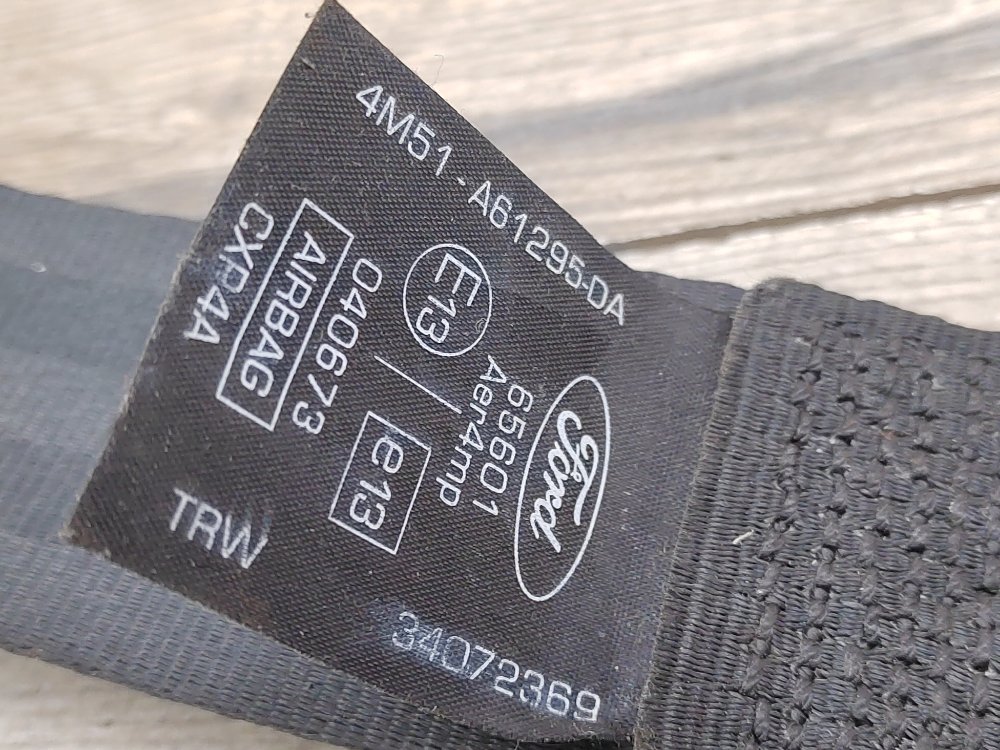 4M51-A61295-DA
Ford
65601
Aer4mp
E13
e13
040673
AIRBAG
CXP4A
TRW
34072369